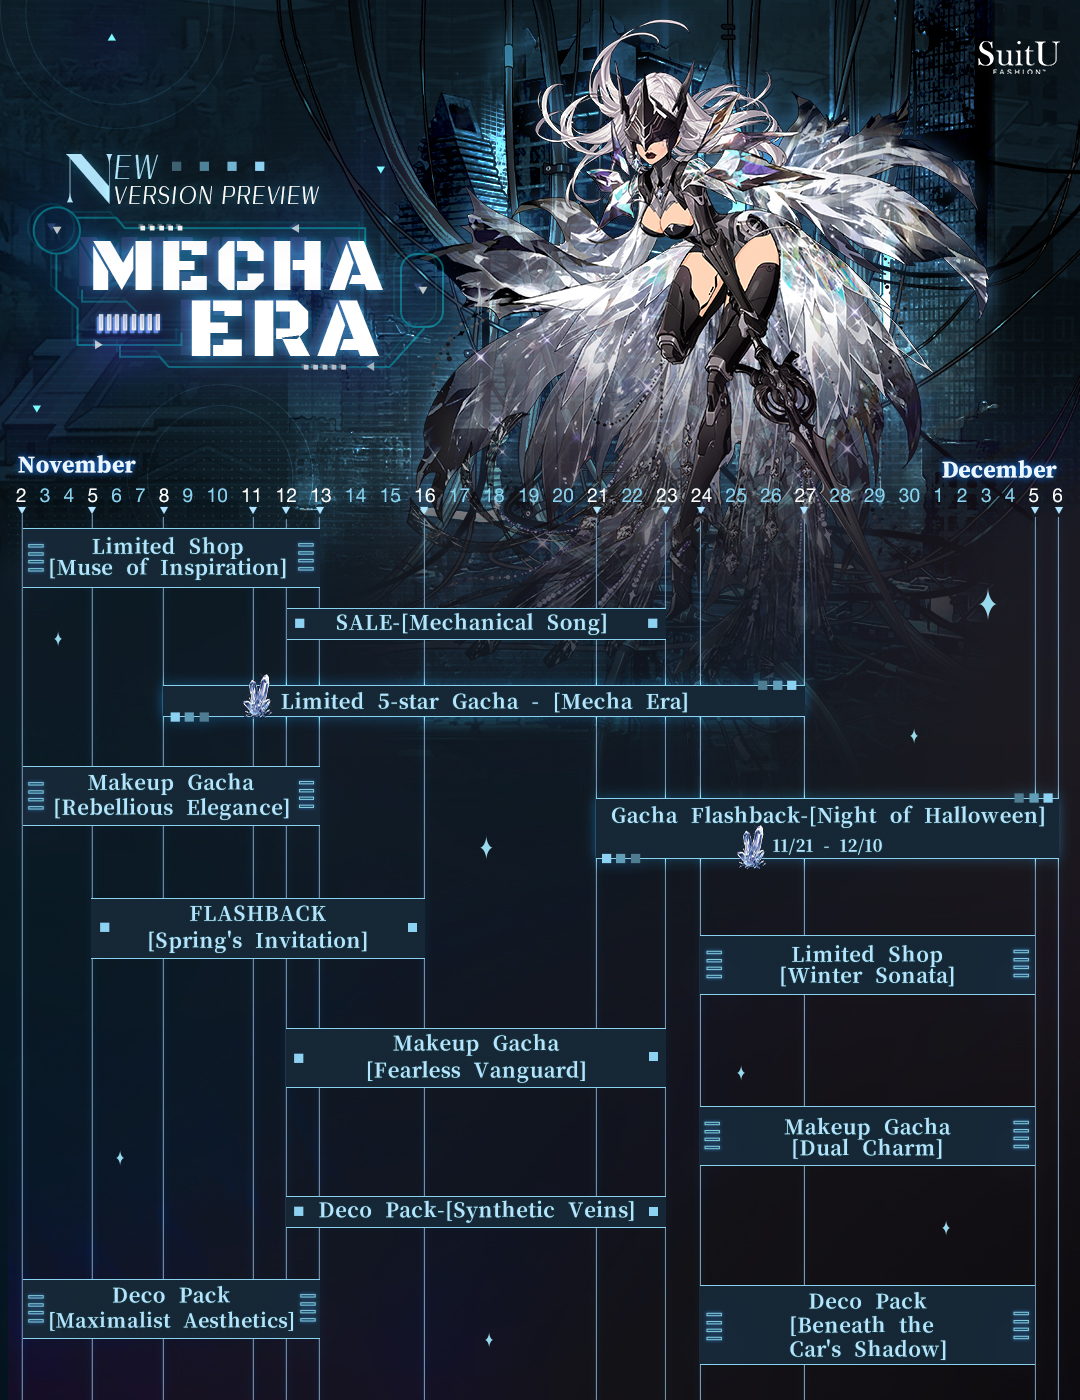 SuitU
FASHION™
NEW
VERSION PREVIEW
MECHA
ERA
November
December
2 3 4 5 6 7 8 9 10 11 12 13 14 15 16 17 18 19 20 21 22 23 24 25 26 27 28 29 30 1 2 3 4 5 6
Limited Shop
[Muse of Inspiration]
SALE-[Mechanical Song]
Limited 5-star Gacha - [Mecha Era]
Makeup Gacha
[Rebellious Elegance]
Gacha Flashback-[Night of Halloween]
11/21 - 12/10
FLASHBACK
[Spring's Invitation]
Limited Shop
[Winter Sonata]
Makeup Gacha
[Fearless Vanguard]
Makeup Gacha
[Dual Charm]
Deco Pack-[Synthetic Veins]
Deco Pack
[Maximalist Aesthetics]
Deco Pack
[Beneath the
Car's Shadow]